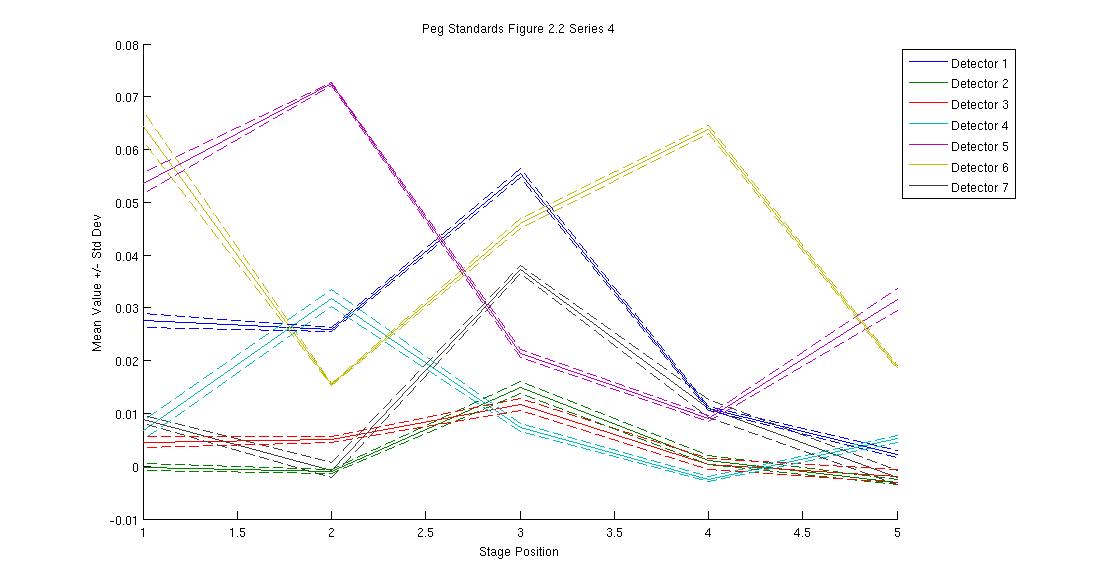 Peg Standards Figure 2.2 Series 4
0.08
0.07
0.06
0.05
0.04
0.03
0.02
0.01
0
-0.01
Mean Value +/- Std Dev
1 1.5 2 2.5 3 3.5 4 4.5 5
Stage Position
Detector 1
Detector 2
Detector 3
Detector 4
Detector 5
Detector 6
Detector 7